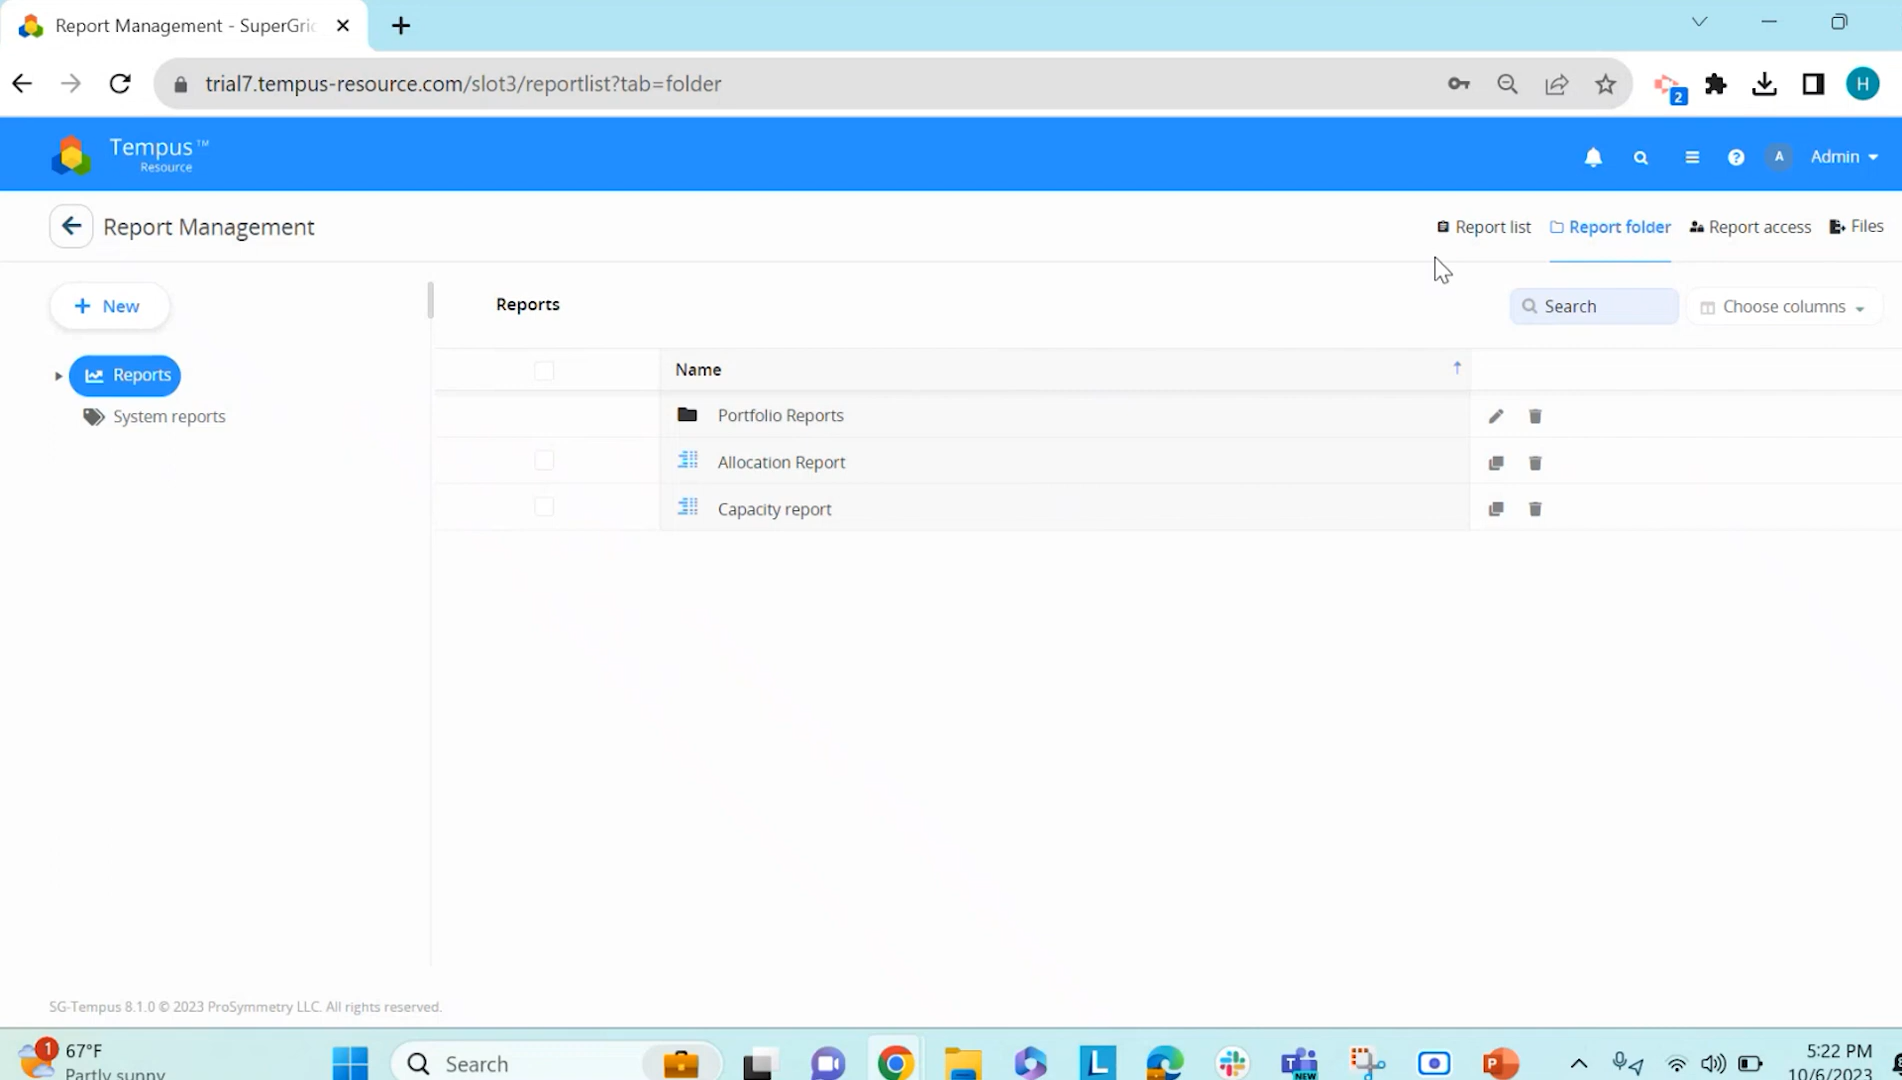 Report Management - SuperGric
trial7.tempus-resource.com/slot3/reportlist?tab=folder
2
H
Tempus™
Resource
A
Admin
Report Management
Report list
Report folder
Report access
Files
+ New
Reports
Search
Choose columns
Reports
System reports
Name
Portfolio Reports
Allocation Report
Capacity report
SG-Tempus 8.1.0 © 2023 ProSymmetry LLC. All rights reserved.
1
67°F
Partly sunny
Search
L
NEW
P
5:22 PM
10/6/2023